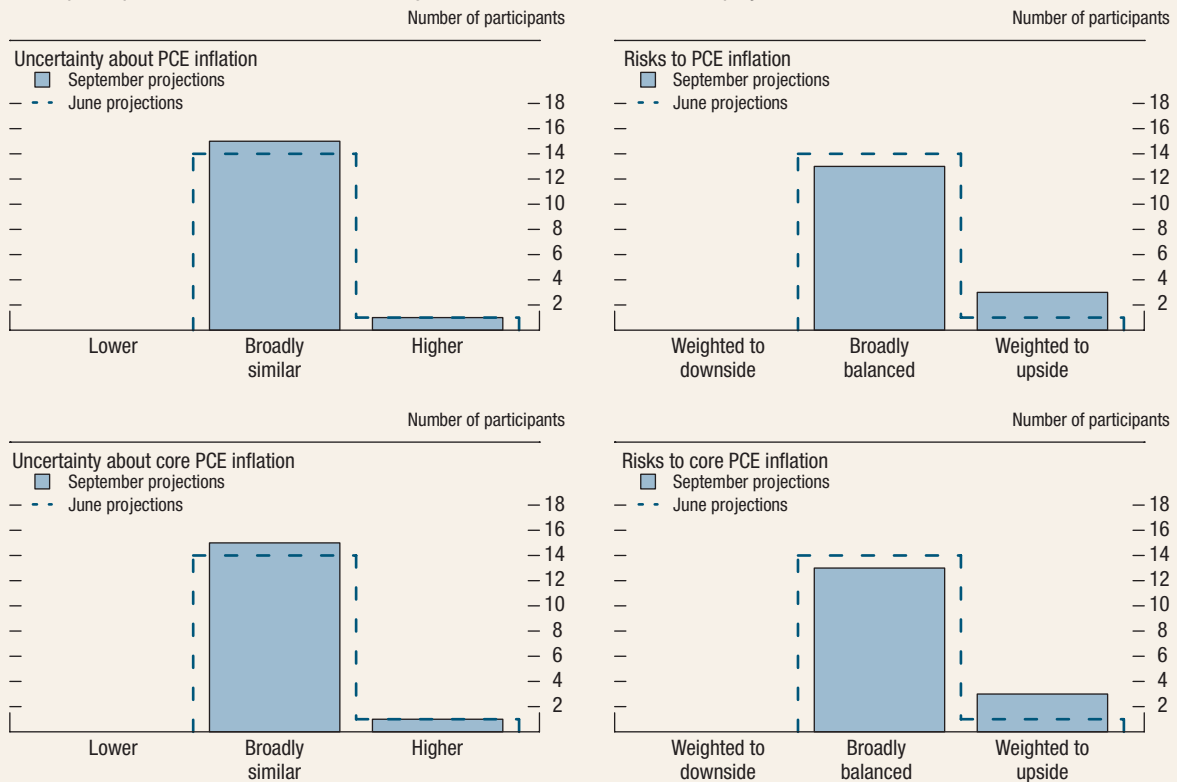 Number of participants
Uncertainty about PCE inflation
September projections
June projections
18
16
14
12
10
8
6
4
2
Lower
Broadly
similar
Higher
Number of participants
Risks to PCE inflation
September projections
June projections
18
16
14
12
10
8
6
4
2
Weighted to
downside
Broadly
balanced
Weighted to
upside
Number of participants
Uncertainty about core PCE inflation
September projections
June projections
18
16
14
12
10
8
6
4
2
Lower
Broadly
similar
Higher
Number of participants
Risks to core PCE inflation
September projections
June projections
18
16
14
12
10
8
6
4
2
Weighted to
downside
Broadly
balanced
Weighted to
upside